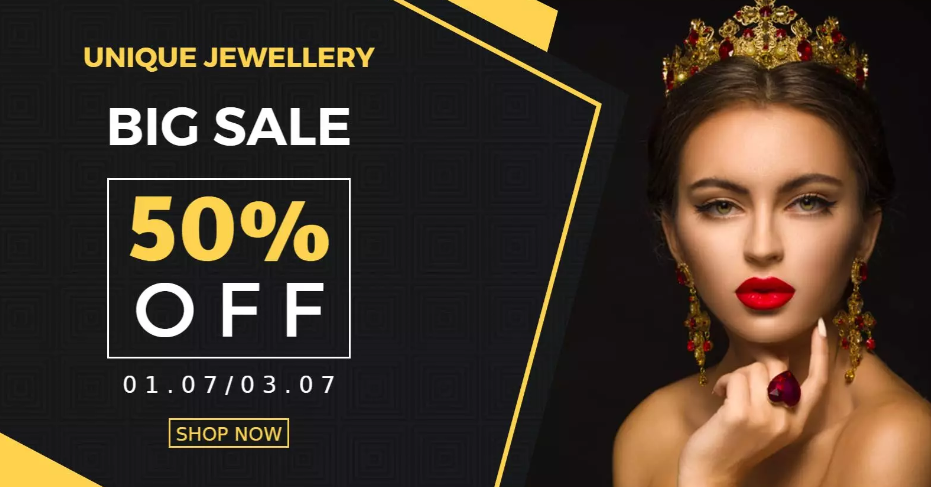 UNIQUE JEWELLERY
BIG SALE
50%
OFF
01.07/03.07
SHOP NOW